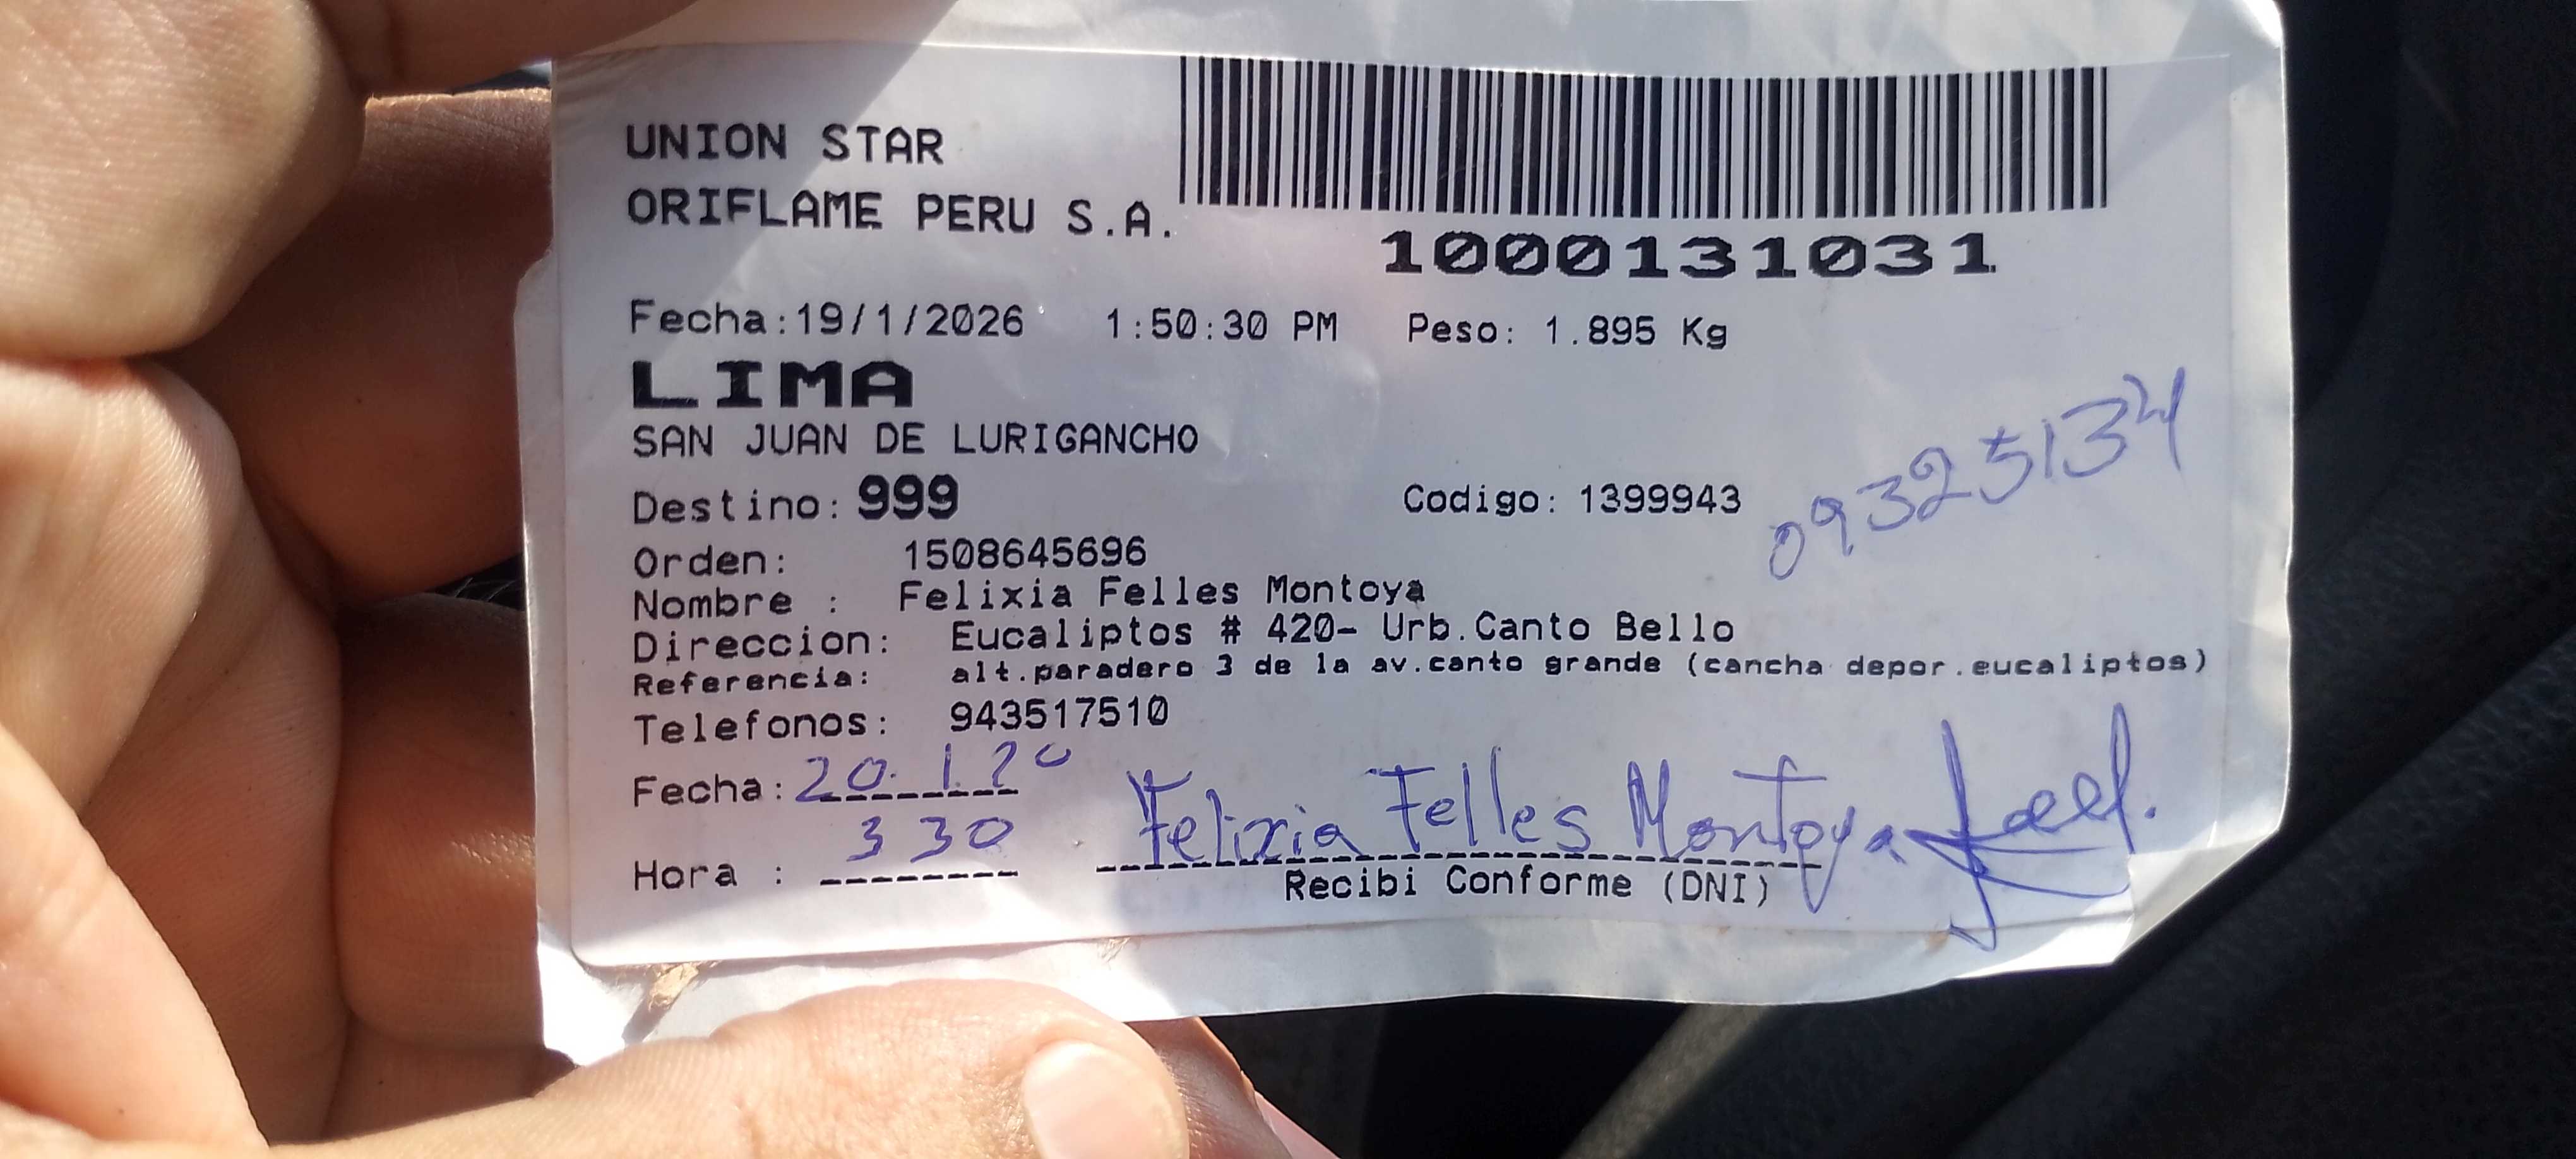 UNION STAR
ORIFLAME PERU S.A.
1000131031
Fecha:19/1/2026 1:50:30 PM Peso: 1.895 Kg
LIMA
SAN JUAN DE LURIGANCHO
Destino: 999 Codigo: 1399943
09325134
Orden: 1508645696
Nombre : Felixia Felles Montoya
Direccion: Eucaliptos # 420- Urb.Canto Bello
Referencia: alt.paradero 3 de la av.canto grande (cancha depor.eucaliptos)
Telefonos: 943517510
Fecha: 20. 1.
Hora : 3 30
Felixia Felles Montoya
Recibi Conforme (DNI)